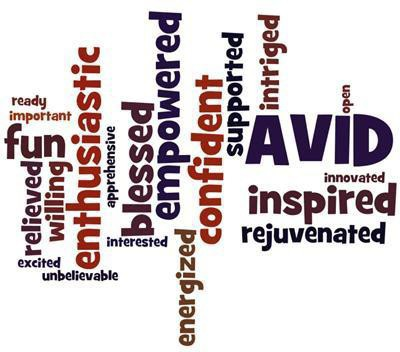 ready
important
fun
relieved
willing
enthusiastic
apprehensive
excited
unbelievable
blessed
interested
empowered
energized
confident
supported
intriged
open
AVID
innovated
inspired
rejuvenated